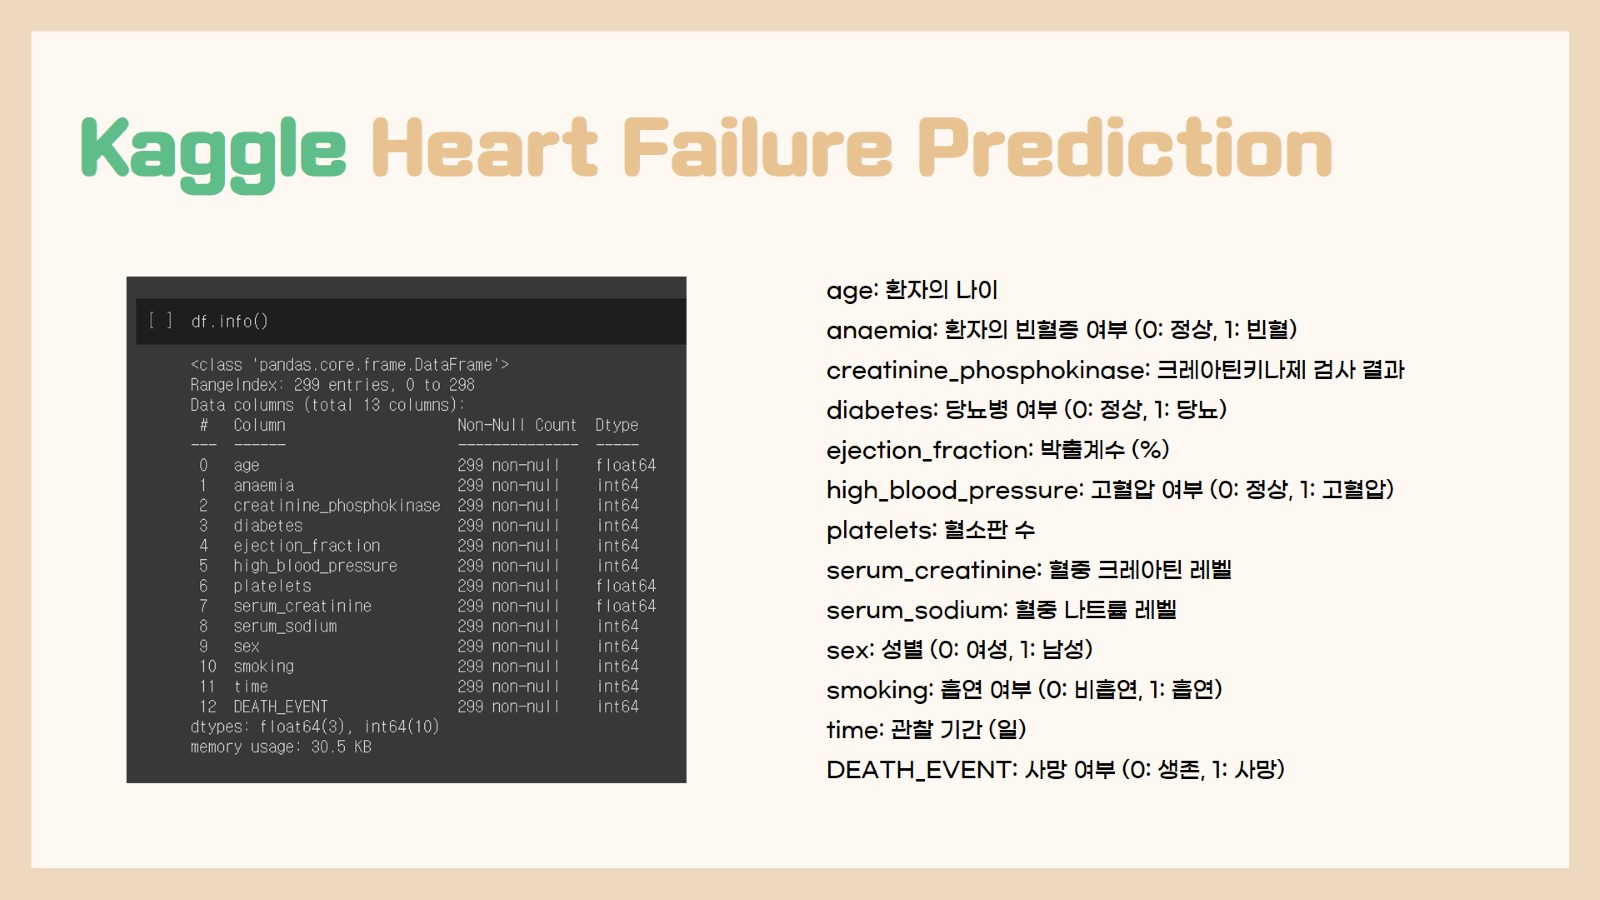 Kaggle Heart Failure Prediction
[ ] df.info()
<class 'pandas.core.frame.DataFrame'>
RangeIndex: 299 entries, 0 to 298
Data columns (total 13 columns):
# Column Non-Null Count Dtype
--- ------ -------------- -----
0 age 299 non-null float64
1 anaemia 299 non-null int64
2 creatinine_phosphokinase 299 non-null int64
3 diabetes 299 non-null int64
4 ejection_fraction 299 non-null int64
5 high_blood_pressure 299 non-null int64
6 platelets 299 non-null float64
7 serum_creatinine 299 non-null float64
8 serum_sodium 299 non-null int64
9 sex 299 non-null int64
10 smoking 299 non-null int64
11 time 299 non-null int64
12 DEATH_EVENT 299 non-null int64
dtypes: float64(3), int64(10)
memory usage: 30.5 KB
age: 환자의 나이
anaemia: 환자의 빈혈증 여부 (0: 정상, 1: 빈혈)
creatinine_phosphokinase: 크레아틴키나제 검사 결과
diabetes: 당뇨병 여부 (0: 정상, 1: 당뇨)
ejection_fraction: 박출계수 (%)
high_blood_pressure: 고혈압 여부 (0: 정상, 1: 고혈압)
platelets: 혈소판 수
serum_creatinine: 혈중 크레아틴 레벨
serum_sodium: 혈중 나트륨 레벨
sex: 성별 (0: 여성, 1: 남성)
smoking: 흡연 여부 (0: 비흡연, 1: 흡연)
time: 관찰 기간 (일)
DEATH_EVENT: 사망 여부 (0: 생존, 1: 사망)